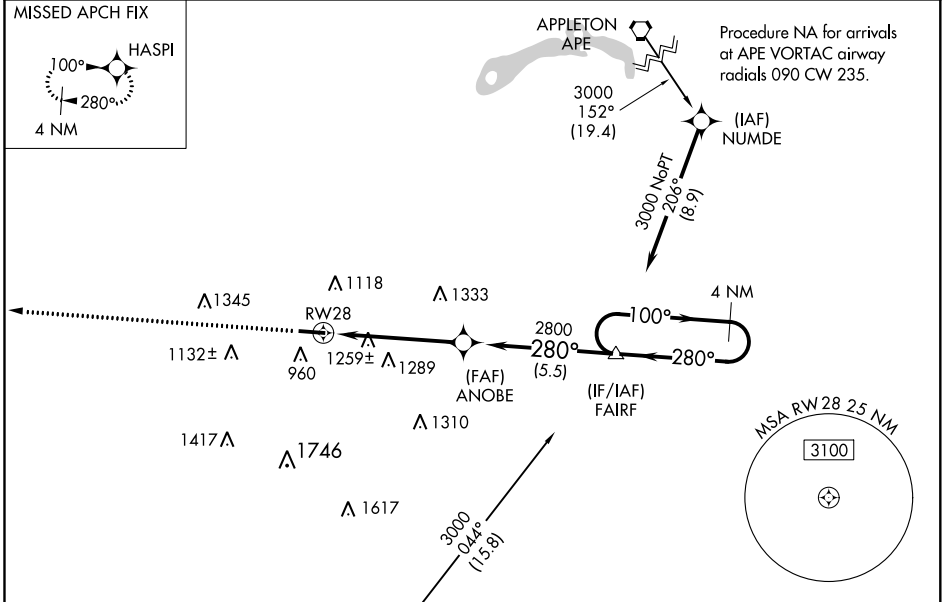 MISSED APCH FIX
HASPI
100°
280°
4 NM
APPLETON
APE
Procedure NA for arrivals
at APE VORTAC airway
radials 090 CW 235.
3000
152°
(19.4)
(IAF)
NUMDE
3000 NoPT
206°
(8.9)
1345
1118
1333
RW28
4 NM
100°
1132±
960
1259±
1289
2800
280°
(5.5)
280°
(FAF)
ANOBE
(IF/IAF)
FAIRF
1310
1417
1746
1617
3000
044°
(15.8)
MSA RW28 25 NM
3100